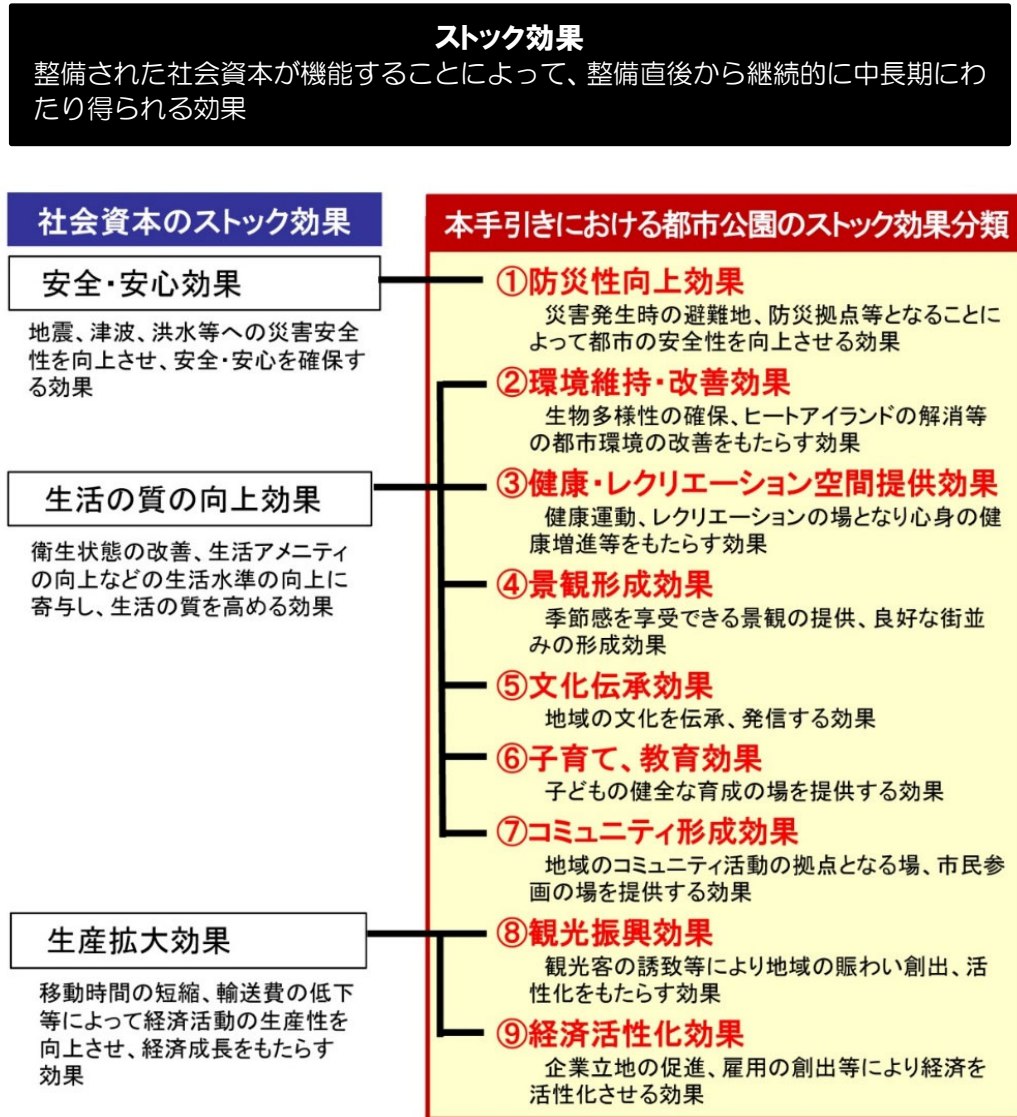 ストック効果
整備された社会資本が機能することによって、整備直後から継続的に中長期にわ
たり得られる効果
社会資本のストック効果
安全・安心効果
地震、津波、洪水等への災害安全
性を向上させ、安全・安心を確保す
る効果
生活の質の向上効果
衛生状態の改善、生活アメニティ
の向上などの生活水準の向上に
寄与し、生活の質を高める効果
生産拡大効果
移動時間の短縮、輸送費の低下
等によって経済活動の生産性を
向上させ、経済成長をもたらす
効果
本手引きにおける都市公園のストック効果分類
①防災性向上効果
災害発生時の避難地、防災拠点等となることに
よって都市の安全性を向上させる効果
②環境維持・改善効果
生物多様性の確保、ヒートアイランドの解消等
の都市環境の改善をもたらす効果
③健康・レクリエーション空間提供効果
健康運動、レクリエーションの場となり心身の健
康増進等をもたらす効果
④景観形成効果
季節感を享受できる景観の提供、良好な街並
みの形成効果
⑤文化伝承効果
地域の文化を伝承、発信する効果
⑥子育て、教育効果
子どもの健全な育成の場を提供する効果
⑦コミュニティ形成効果
地域のコミュニティ活動の拠点となる場、市民参
画の場を提供する効果
⑧観光振興効果
観光客の誘致等により地域の賑わい創出、活
性化をもたらす効果
⑨経済活性化効果
企業立地の促進、雇用の創出等により経済を
活性化させる効果